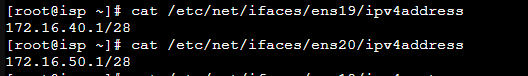 [root@isp ~]# cat /etc/net/ifaces/ens19/ipv4address
172.16.40.1/28
[root@isp ~]# cat /etc/net/ifaces/ens20/ipv4address
172.16.50.1/28